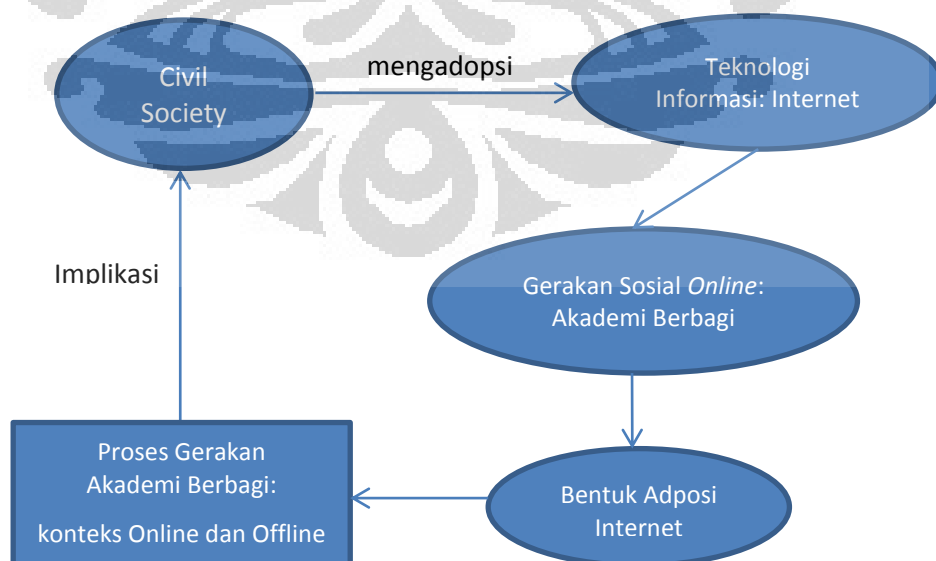 Civil
Society
mengadopsi
Teknologi
Informasi: Internet
Implikasi
Gerakan Sosial Online:
Akademi Berbagi
Proses Gerakan
Akademi Berbagi:
konteks Online dan Offline
Bentuk Adposi
Internet